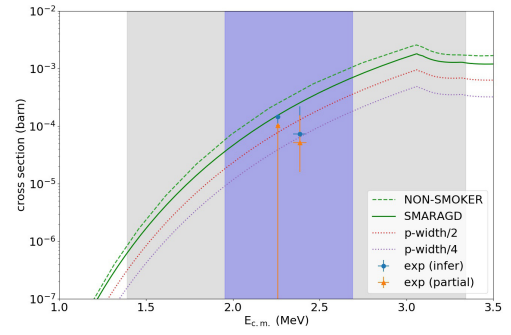 10⁻²
10⁻³
10⁻⁴
10⁻⁵
10⁻⁶
10⁻⁷
cross section (barn)
NON-SMOKER
SMARAGD
p-width/2
p-width/4
exp (infer)
exp (partial)
1.0 1.5 2.0 2.5 3.0 3.5
E_c.m. (MeV)